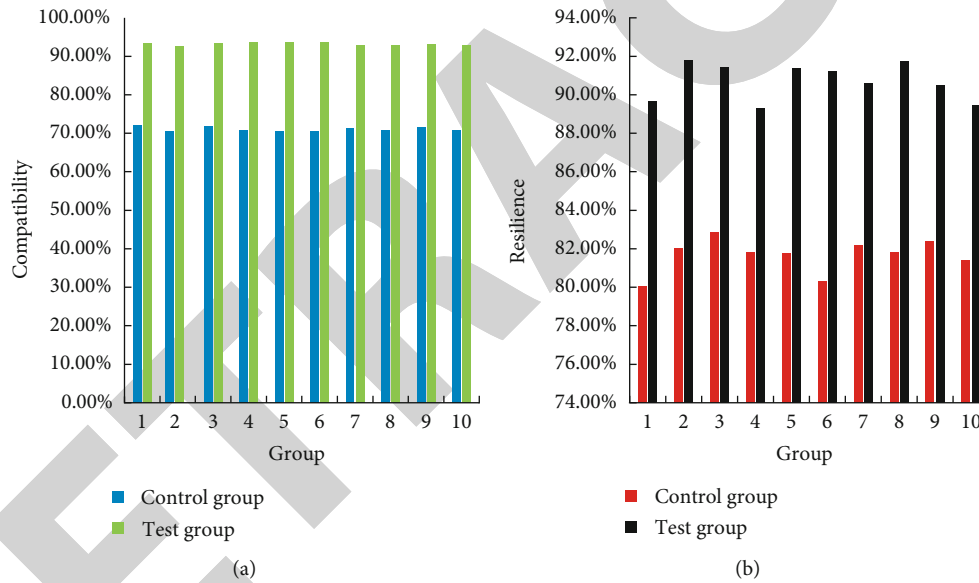 100.00%
90.00%
80.00%
70.00%
60.00%
50.00%
40.00%
30.00%
20.00%
10.00%
0.00%
Compatibility
1 2 3 4 5 6 7 8 9 10
Group
Control group
Test group
(a)
94.00%
92.00%
90.00%
88.00%
86.00%
84.00%
82.00%
80.00%
78.00%
76.00%
74.00%
Resilience
1 2 3 4 5 6 7 8 9 10
Group
Control group
Test group
(b)
ETRAC